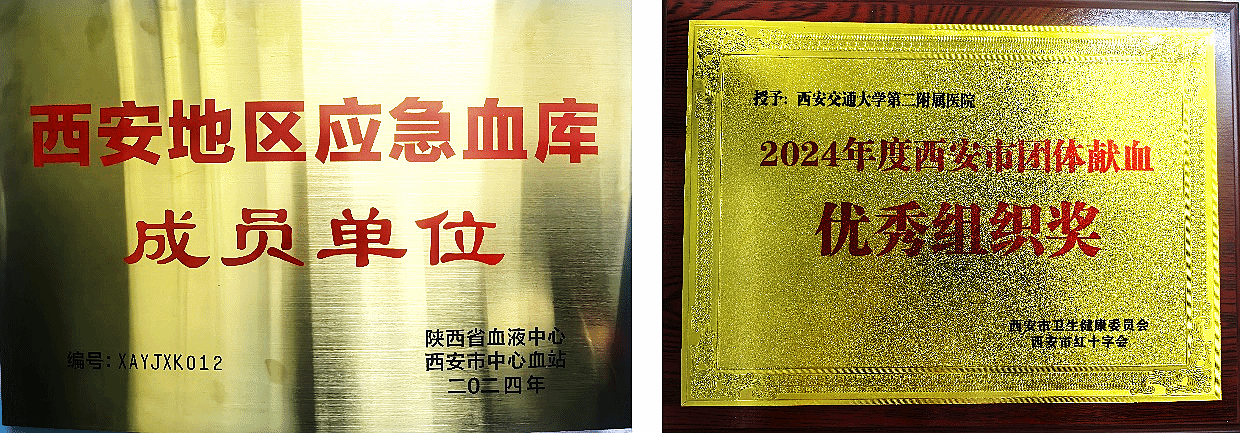 西安地区应急血库
成员单位
编号:XAYJXK012
陕西省血液中心
西安市中心血站
二〇二四年
授予：西安交通大学第二附属医院
2024年度西安市团体献血
优秀组织奖
西安市卫生健康委员会
西安市红十字会